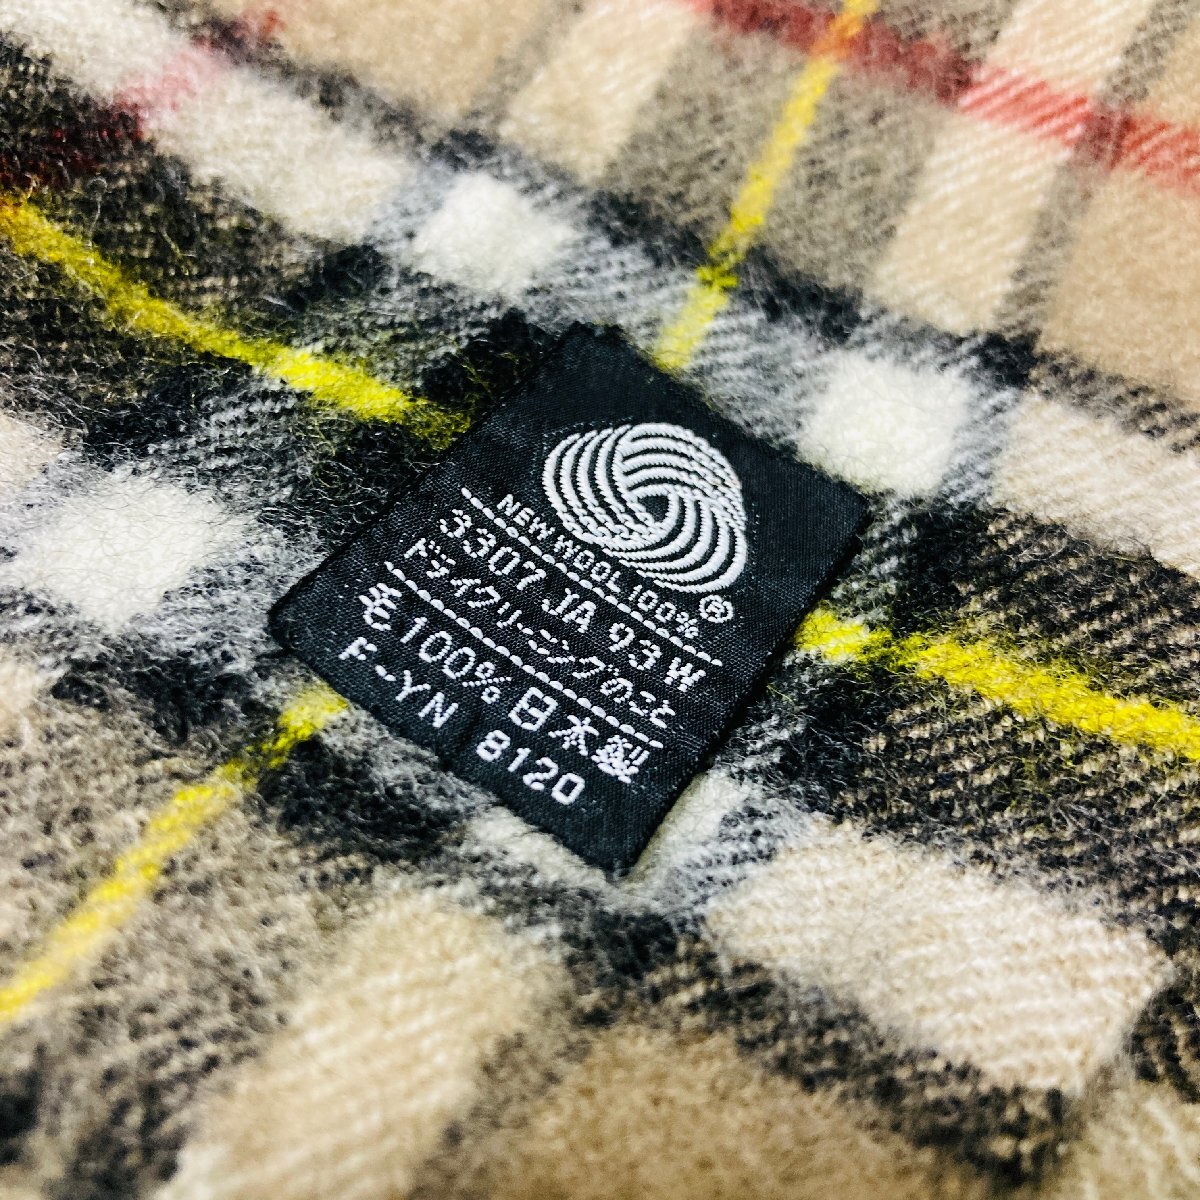 NEW WOOL 100%
3307 JA 93 W
ドライクリーニングのこと
毛100% 日本製
F-YN 8120